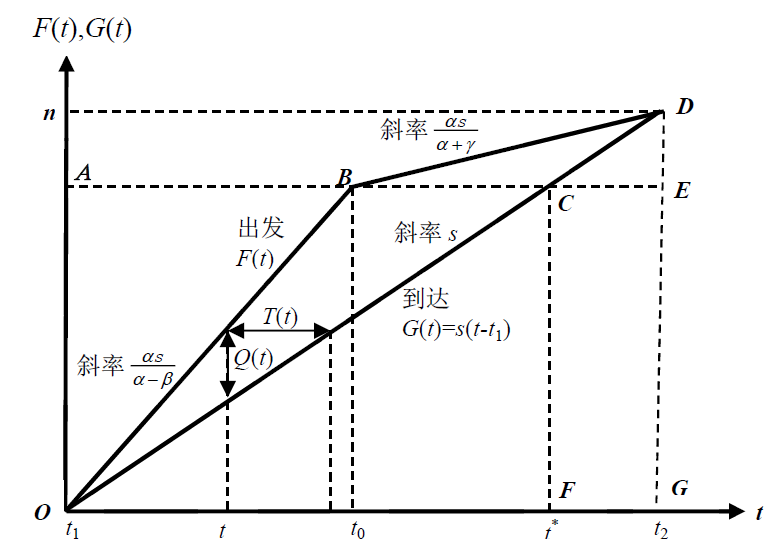 F(t),G(t)
n
D
斜率 αs/(α+γ)
A
B
E
C
出发
F(t)
斜率 s
到达
G(t)=s(t-t₁)
T(t)
斜率 αs/(α−β)
Q(t)
F
G
O
t
t₁
t
t₀
t*
t₂